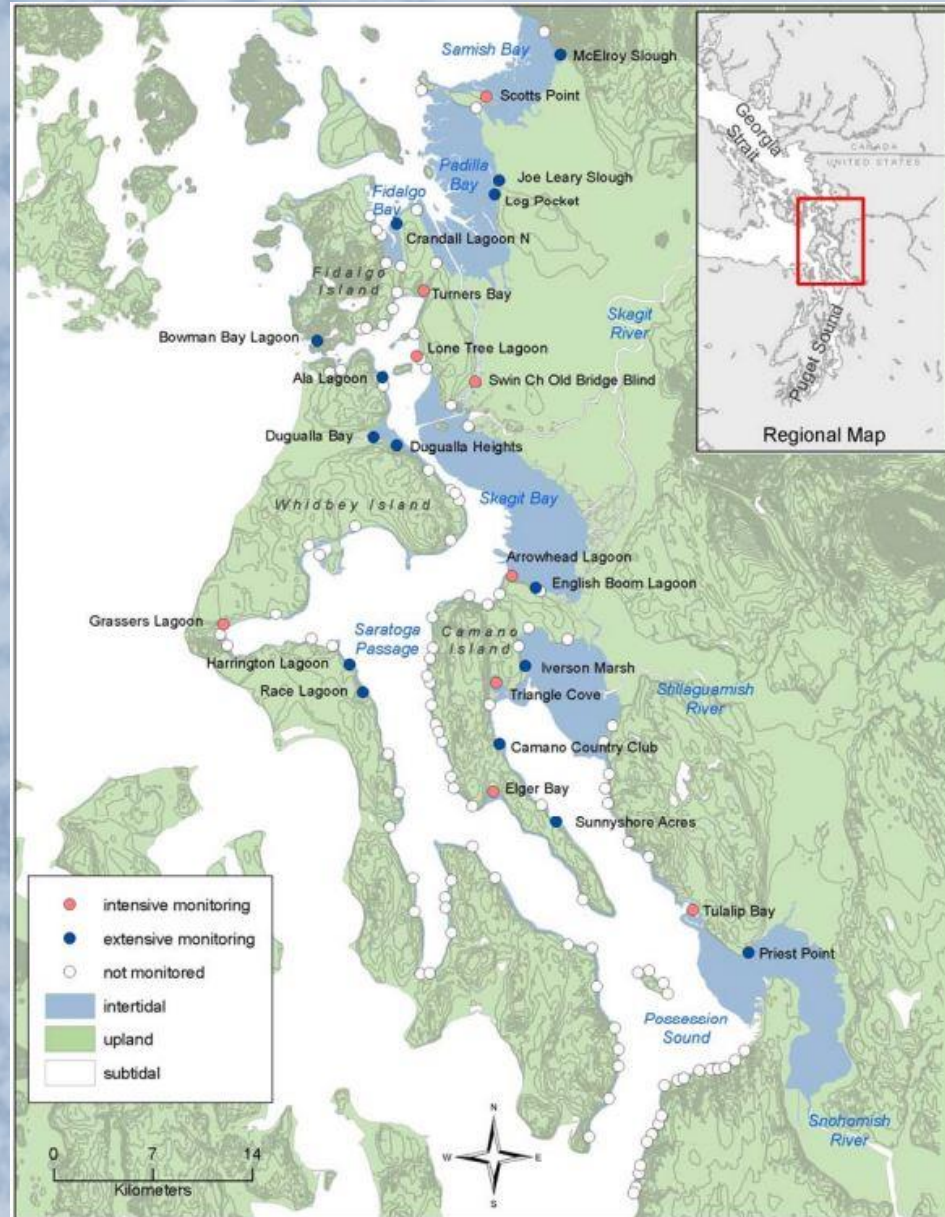 Samish Bay
McElroy Slough
Scotts Point
Georgia
Strait
CANADA
UNITED STATES
Puget Sound
Regional Map
Padilla
Bay
Joe Leary Slough
Log Pocket
Fidalgo
Bay
Crandall Lagoon N
Fidalgo
Island
Turners Bay
Skagit
River
Bowman Bay Lagoon
Lone Tree Lagoon
Ala Lagoon
Swin Ch Old Bridge Blind
Dugualla Bay
Dugualla Heights
Skagit Bay
Whidbey Island
Arrowhead Lagoon
English Boom Lagoon
Grassers Lagoon
Saratoga
Passage
Camano
Island
Harrington Lagoon
Iverson Marsh
Race Lagoon
Triangle Cove
Stillaguamish
River
Camano Country Club
Elger Bay
Sunnyshore Acres
intensive monitoring
extensive monitoring
not monitored
intertidal
upland
subtidal
Tulalip Bay
Priest Point
Possession
Sound
Snohomish
River
N
W
E
S
0
7
14
Kilometers